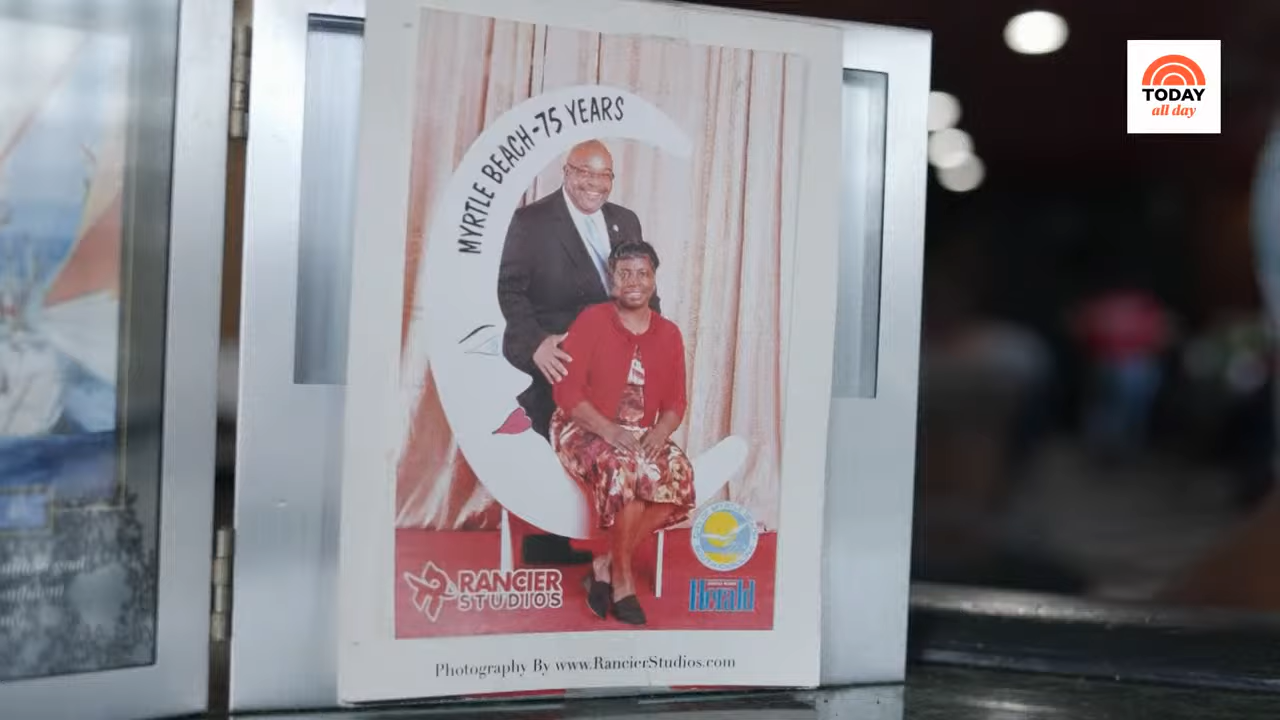 TODAY
all day
MYRTLE BEACH-75 YEARS
RANCIER
STUDIOS
Herald
Photography By www.RancierStudios.com